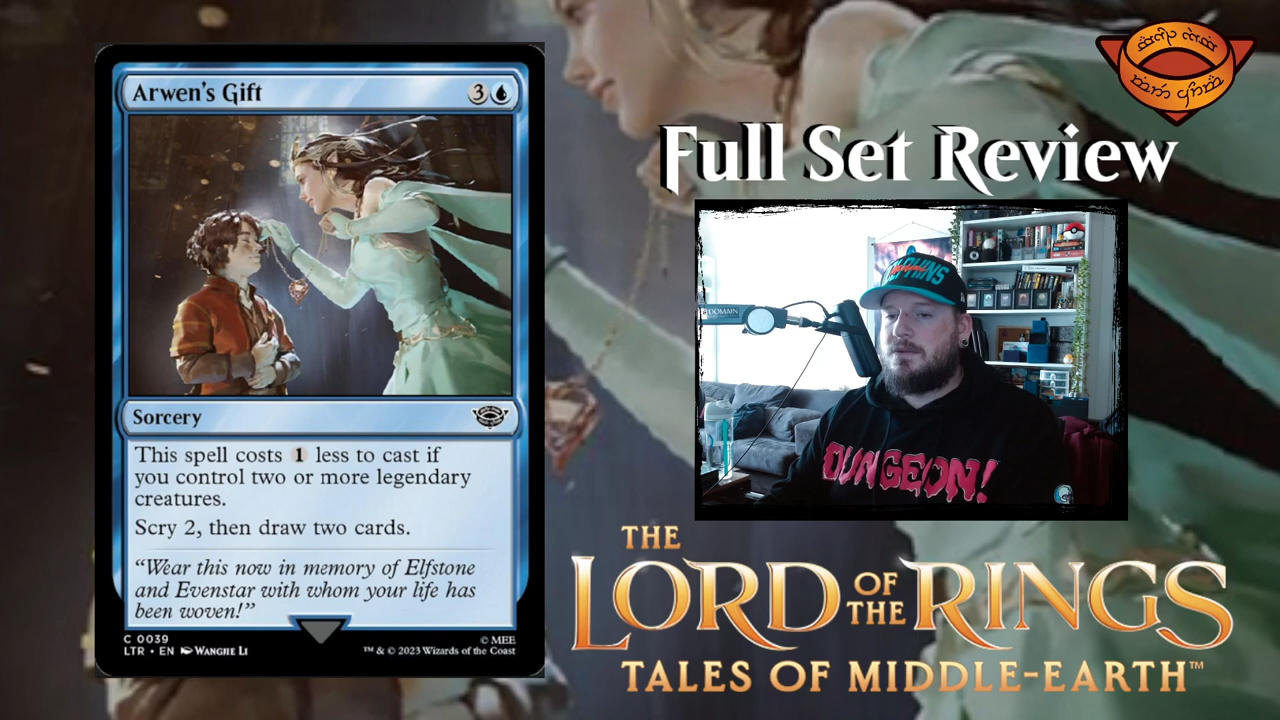 Arwen's Gift
3
Sorcery
This spell costs 1 less to cast if
you control two or more legendary
creatures.
Scry 2, then draw two cards.
“Wear this now in memory of Elfstone
and Evenstar with whom your life has
been woven!”
C 0039
LTR • EN Wangjie Li
© MEE
™ & © 2023 Wizards of the Coast
Full Set Review
DOLPHINS
DOMAIN
DUNGEON!
THE
LORD OF THE RINGS
TALES OF MIDDLE-EARTH™